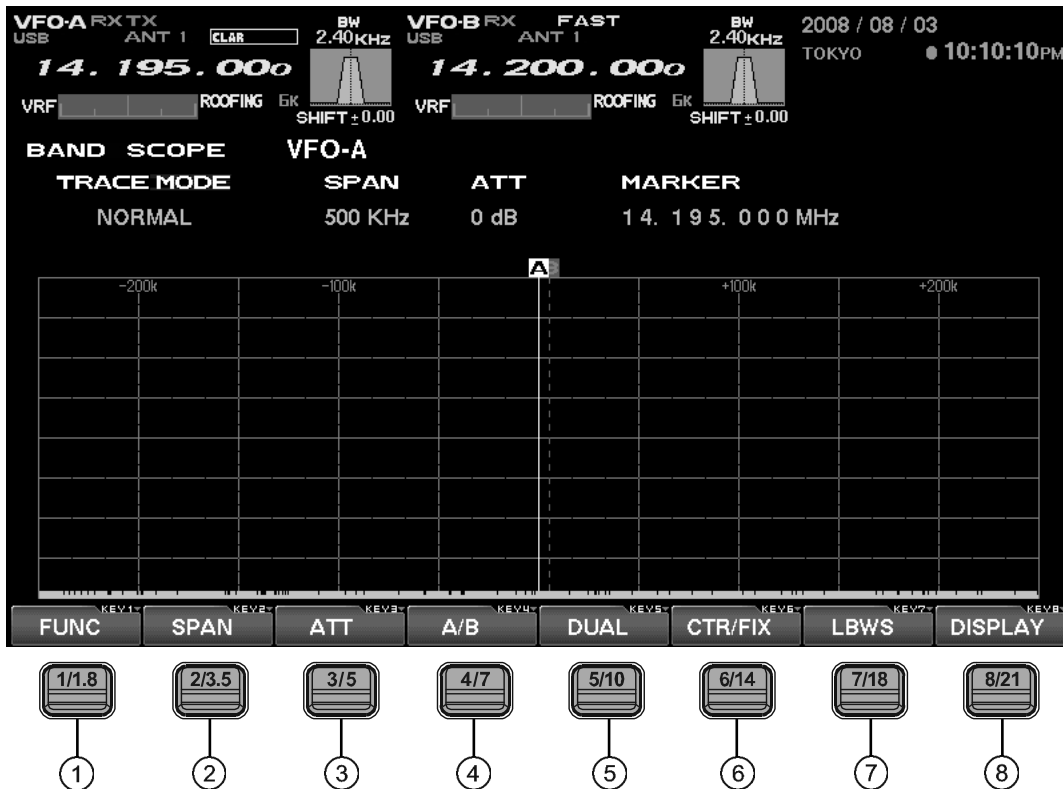 VFO-A RX TX BW VFO-B RX FAST BW 2008 / 08 / 03
USB ANT 1 CLAR 2.40KHz USB ANT 1 2.40KHz
TOKYO 10:10:10PM
14. 195. 000 14. 200. 000
VRF ROOFING 6K VRF ROOFING 6K
SHIFT ± 0.00 SHIFT ± 0.00
BAND SCOPE VFO-A
TRACE MODE SPAN ATT MARKER
NORMAL 500 KHz 0 dB 14. 195. 000 MHz
A
-200k -100k +100k +200k
KEY1 KEY2 KEY3 KEY4 KEY5 KEY6 KEY7 KEY8
FUNC SPAN ATT A/B DUAL CTR/FIX LBWS DISPLAY
1/1.8 2/3.5 3/5 4/7 5/10 6/14 7/18 8/21
1 2 3 4 5 6 7 8